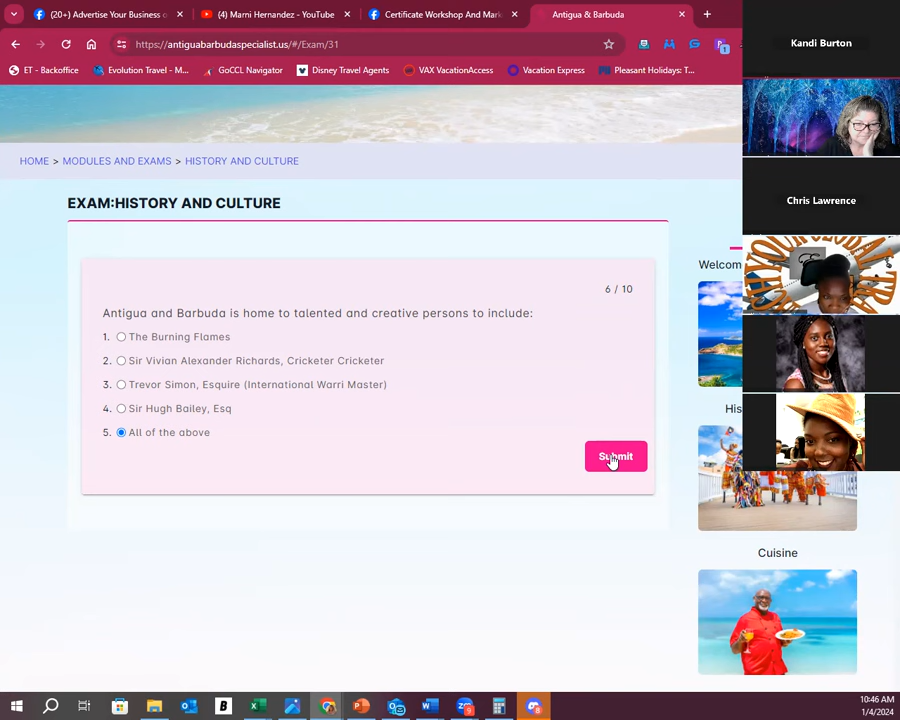 (20+) Advertise Your Business o
(4) Marni Hernandez - YouTube
Certificate Workshop And Mark
Antigua & Barbuda
https://antiguabarbudaspecialist.us/#/Exam/31
1
ET - Backoffice
Evolution Travel - M...
GoCCL Navigator
Disney Travel Agents
VAX VacationAccess
Vacation Express
Pleasant Holidays: T...
HOME > MODULES AND EXAMS > HISTORY AND CULTURE
EXAM:HISTORY AND CULTURE
6 / 10
Antigua and Barbuda is home to talented and creative persons to include:
1. The Burning Flames
2. Sir Vivian Alexander Richards, Cricketer Cricketer
3. Trevor Simon, Esquire (International Warri Master)
4. Sir Hugh Bailey, Esq
5. All of the above
Submit
Welcom
His
Cuisine
Kandi Burton
Chris Lawrence
10:46 AM
1/4/2024